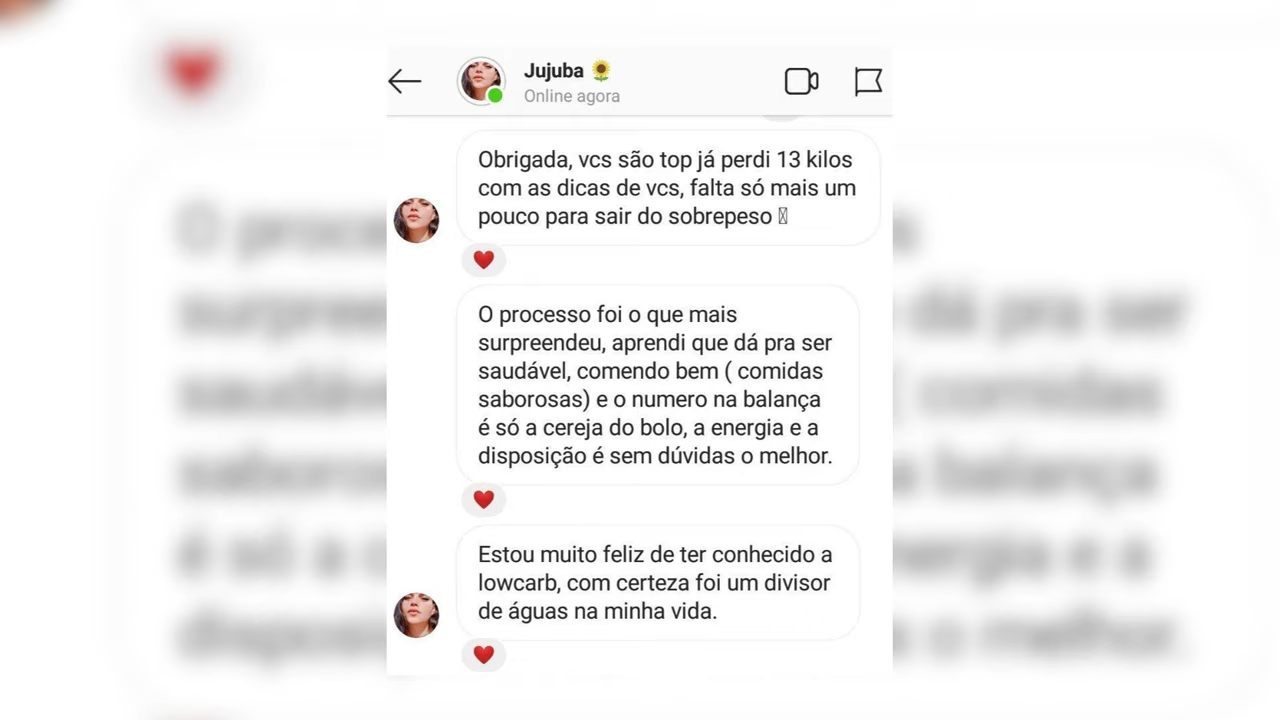 Jujuba 🌻
Online agora
Obrigada, vcs são top já perdi 13 kilos
com as dicas de vcs, falta só mais um
pouco para sair do sobrepeso
O processo foi o que mais
surpreendeu, aprendi que dá pra ser
saudável, comendo bem ( comidas
saborosas) e o numero na balança
é só a cereja do bolo, a energia e a
disposição é sem dúvidas o melhor.
Estou muito feliz de ter conhecido a
lowcarb, com certeza foi um divisor
de águas na minha vida.